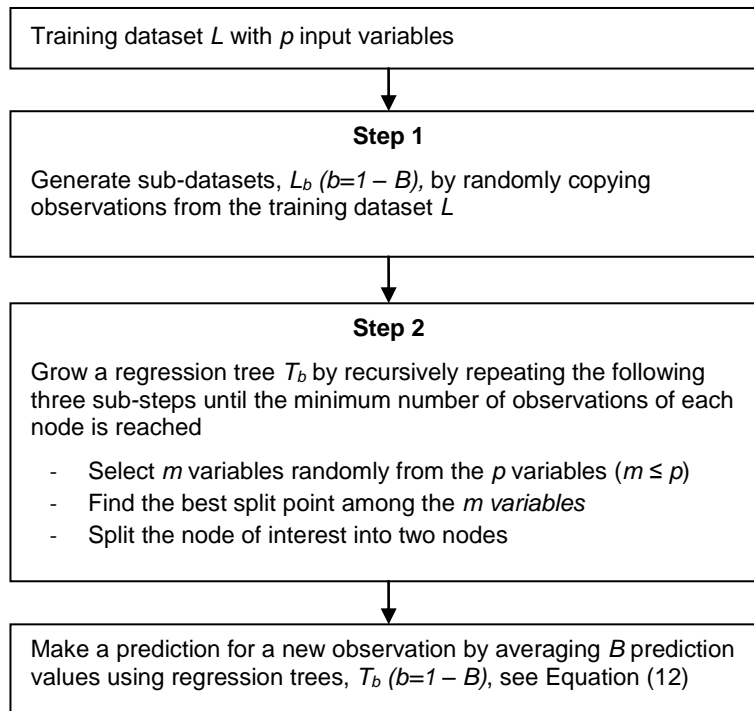 Training dataset L with p input variables
Step 1
Generate sub-datasets, Lb (b=1 – B), by randomly copying
observations from the training dataset L
Step 2
Grow a regression tree Tb by recursively repeating the following
three sub-steps until the minimum number of observations of each
node is reached
- Select m variables randomly from the p variables (m ≤ p)
- Find the best split point among the m variables
- Split the node of interest into two nodes
Make a prediction for a new observation by averaging B prediction
values using regression trees, Tb (b=1 – B), see Equation (12)